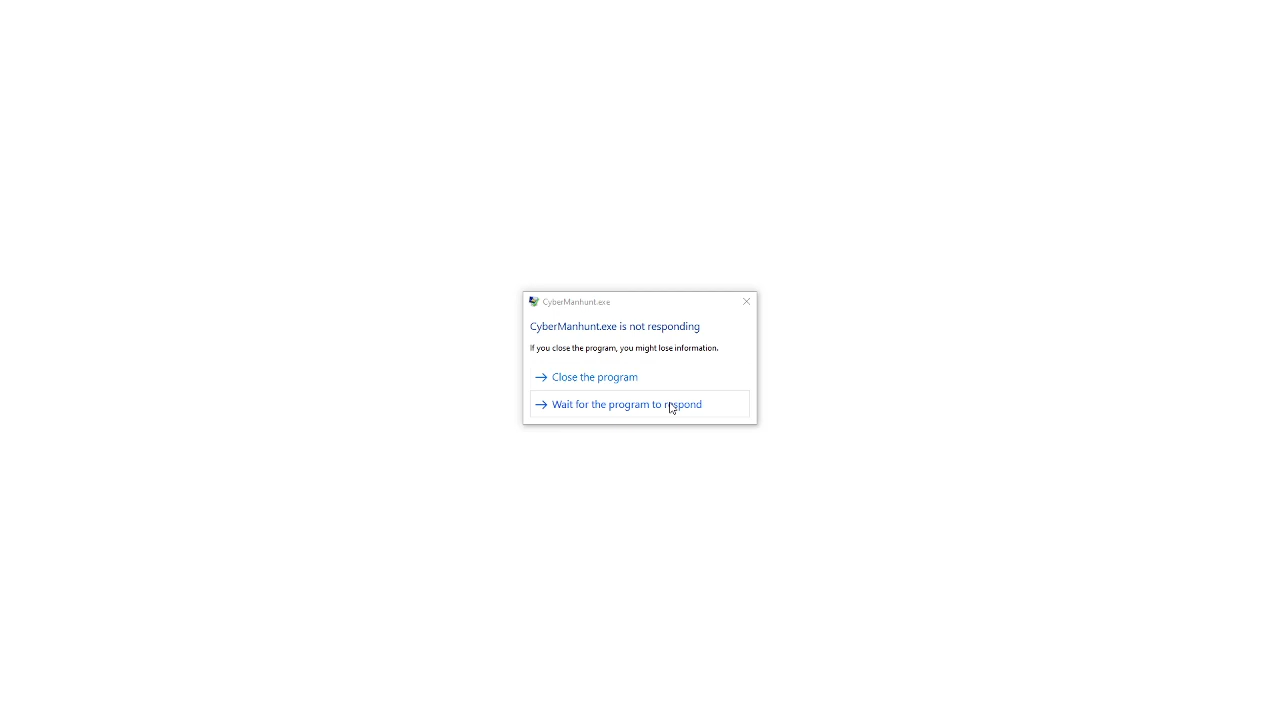 CyberManhunt.exe
CyberManhunt.exe is not responding
If you close the program, you might lose information.
Close the program
Wait for the program to respond